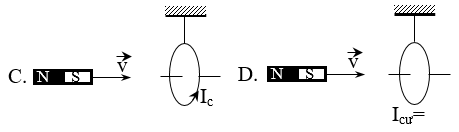 C. N S v I_c D. N S v
I_cư=